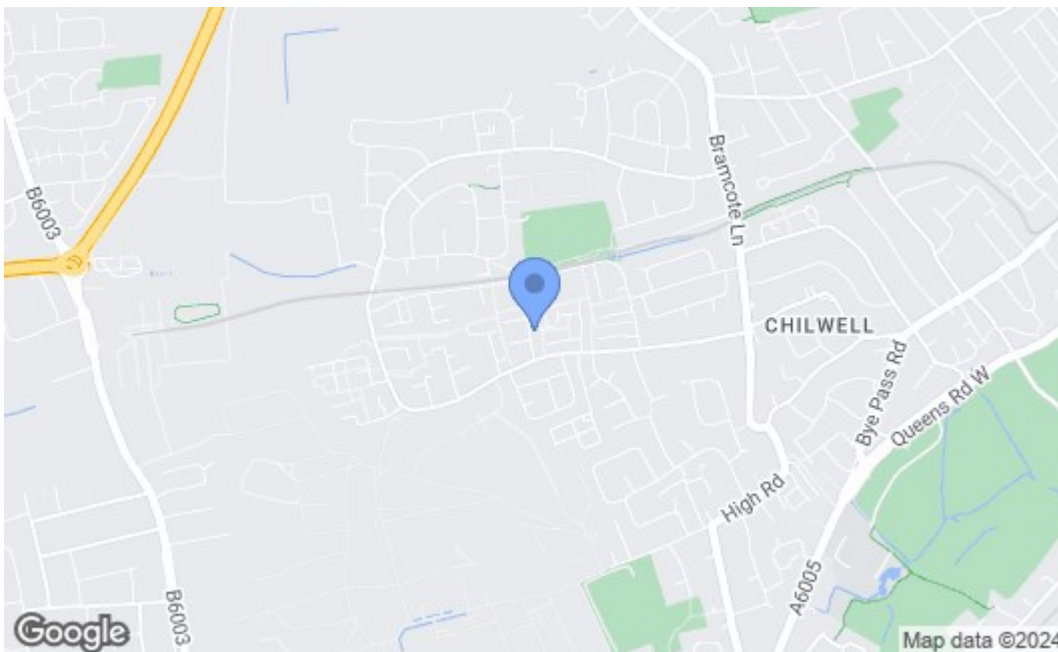 B6003
Bramcote Ln
CHILWELL
Bye Pass Rd
Queens Rd W
High Rd
A6005
B6003
Google
Map data ©2024